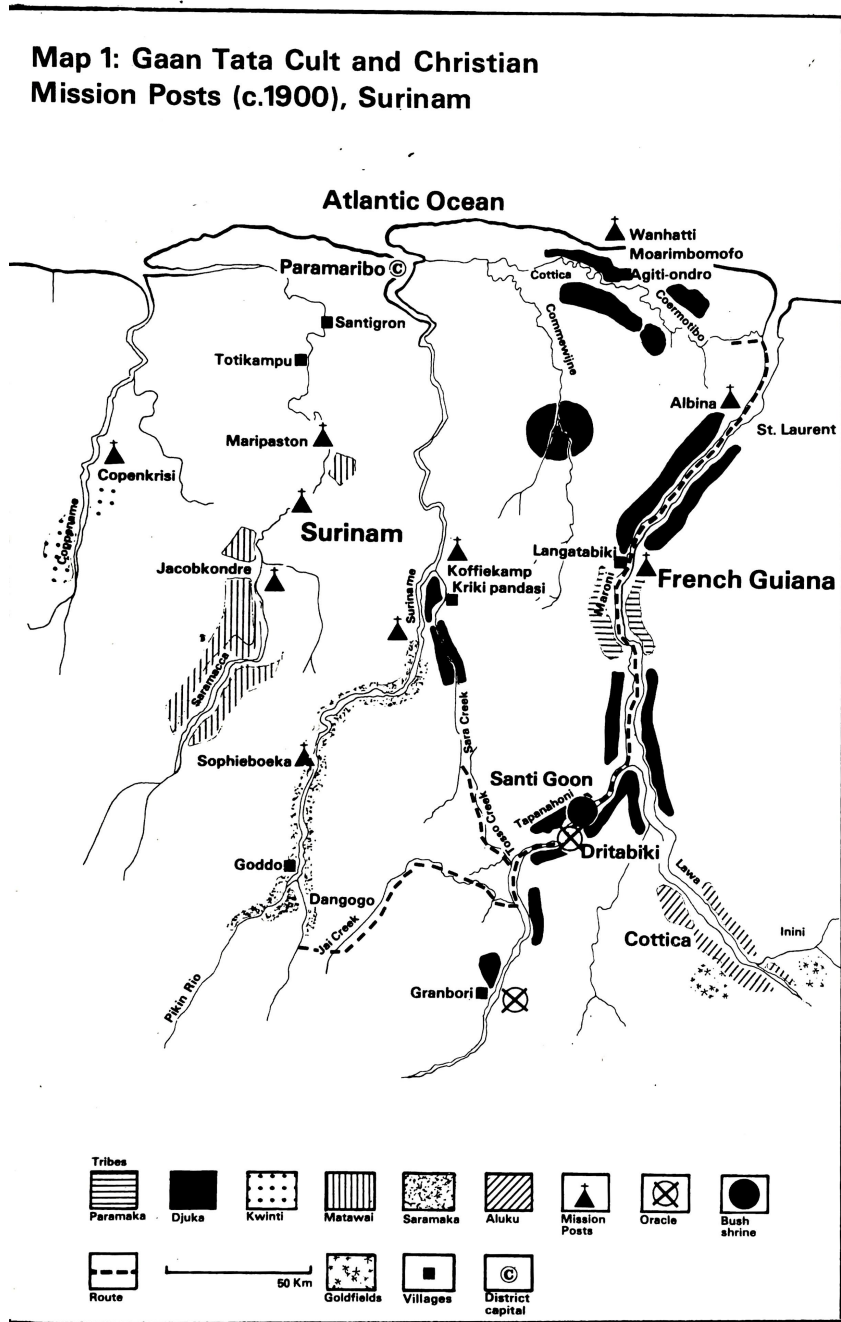 Map 1: Gaan Tata Cult and Christian
Mission Posts (c.1900), Surinam
Atlantic Ocean
Wanhatti
Moarimbomofo
Agiti-ondro
Cottica
Coermotibo
Paramaribo C
Santigron
Commewijne
Totikampu
Albina
St. Laurent
Maripaston
Copenkrisi
Coppename
Surinam
Langatabiki
French Guiana
Koffiekamp
Kriki pandasi
Jacobkondre
Suriname
Maroni
Saramacca
Sara Creek
Sophieboeka
Santi Goon
Tapanahoni
Tosso Creek
Dritabiki
Goddo
Dangogo
Lawa
Jai Creek
Cottica
Inini
Granbori
Pikin Rio
Tribes
Paramaka
Djuka
Kwinti
Matawai
Saramaka
Aluku
Mission
Posts
Oracle
Bush
shrine
Route
50 Km
Goldfields
Villages
C
District
capital